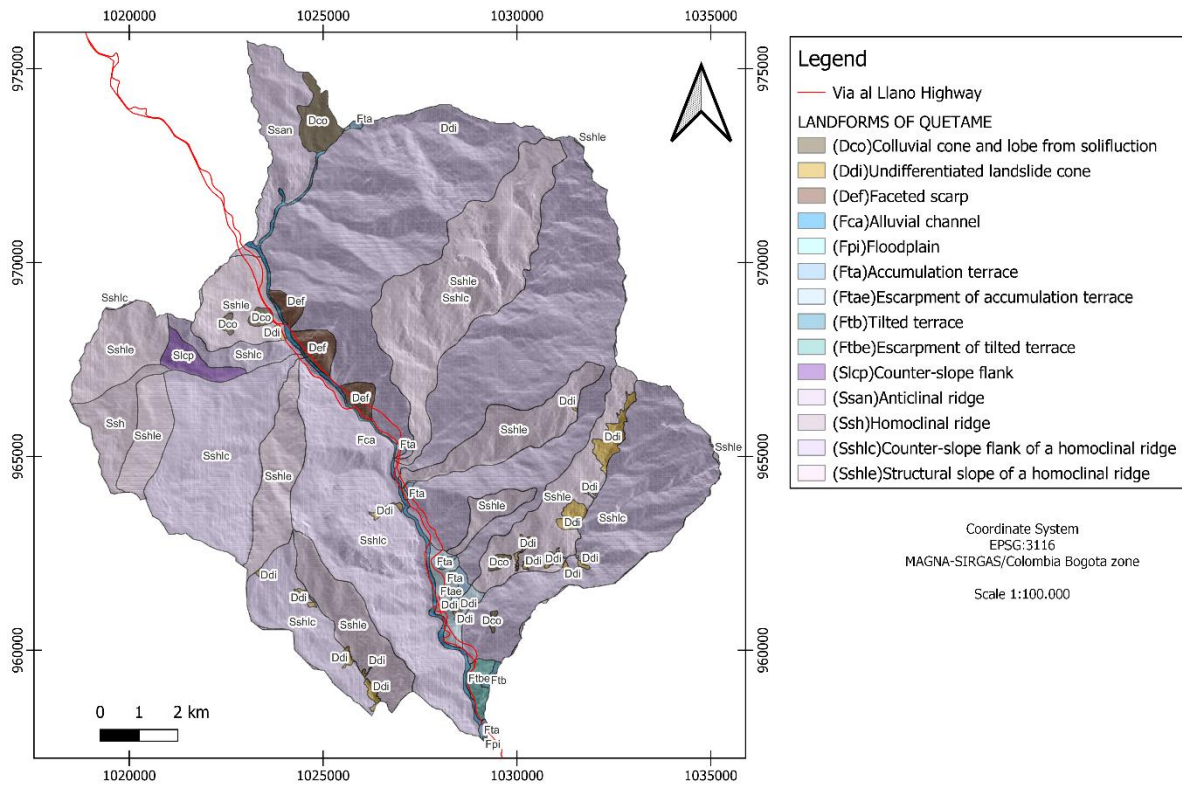 1020000 1025000 1030000 1035000
975000
970000
965000
960000
975000
970000
965000
960000
Ssan
Dco
Fta
Ddi
Sshle
Sshle
Sshlc
Def
Sshlc
Sshle
Dco
Dco
Ddi
Sshle
Slcp
Sshlc
Def
Def
Ssh
Sshle
Sshlc
Sshle
Fca
Fta
Ddi
Sshle
Ddi
Sshle
Fta
Ddi
Sshlc
Sshle
Sshle
Ddi
Ddi
Sshlc
Ddi
Ddi
Ddi
Ddi
Ddi
Dco
Ddi
Fta
Fta
Ftae
Ddi
Ddi
Ddi
Dco
Ddi
Ddi
Sshlc
Sshle
Ddi
Ddi
Ddi
Ftbe
Ftb
Fta
Fpi
0 1 2 km
1020000 1025000 1030000 1035000
Legend
Via al Llano Highway
LANDFORMS OF QUETAME
(Dco)Colluvial cone and lobe from solifluction
(Ddi)Undifferentiated landslide cone
(Def)Faceted scarp
(Fca)Alluvial channel
(Fpi)Floodplain
(Fta)Accumulation terrace
(Ftae)Escarpment of accumulation terrace
(Ftb)Tilted terrace
(Ftbe)Escarpment of tilted terrace
(Slcp)Counter-slope flank
(Ssan)Anticlinal ridge
(Ssh)Homoclinal ridge
(Sshlc)Counter-slope flank of a homoclinal ridge
(Sshle)Structural slope of a homoclinal ridge
Coordinate System
EPSG:3116
MAGNA-SIRGAS/Colombia Bogota zone
Scale 1:100.000